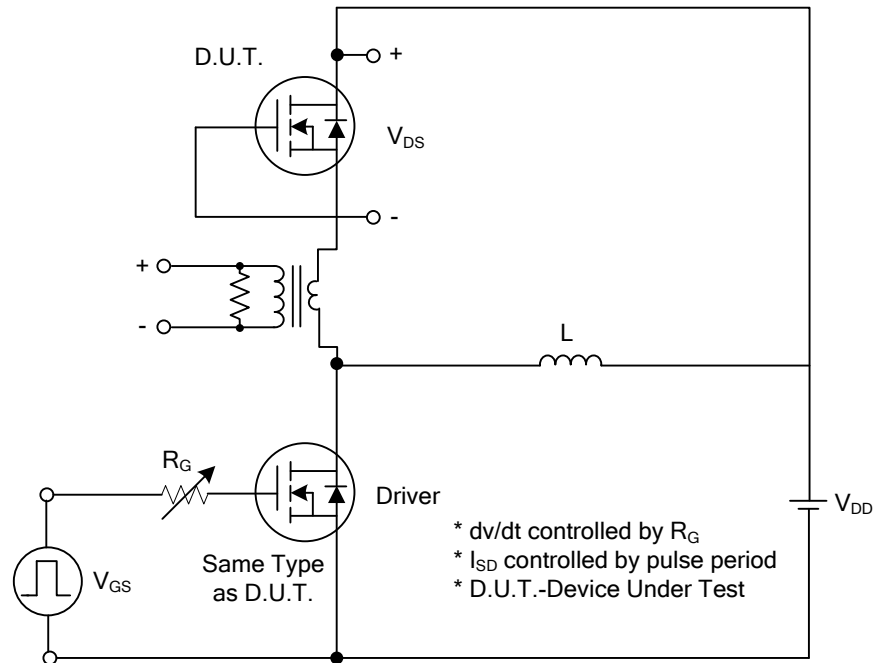 D.U.T.
+
V_DS
-
+
-
L
R_G
Driver
V_DD
V_GS
Same Type
as D.U.T.
* dv/dt controlled by R_G
* I_SD controlled by pulse period
* D.U.T.-Device Under Test